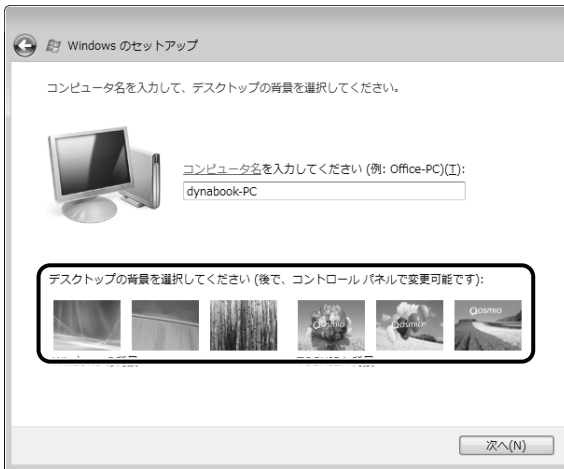 Windows のセットアップ
コンピュータ名を入力して、デスクトップの背景を選択してください。
コンピュータ名を入力してください (例: Office-PC)(T):
dynabook-PC
デスクトップの背景を選択してください (後で、コントロール パネルで変更可能です):
Qosmio
Qosmio
Qosmio
次へ(N)